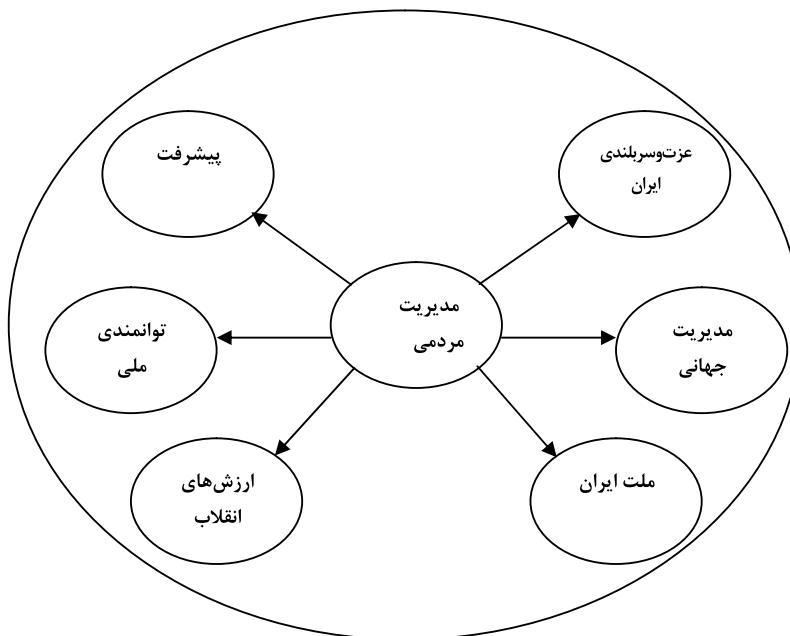 عزت‌وسربلندی
ایران
پیشرفت
مدیریت
مردمی
مدیریت
جهانی
توانمندی
ملی
ملت ایران
ارزش‌های
انقلاب